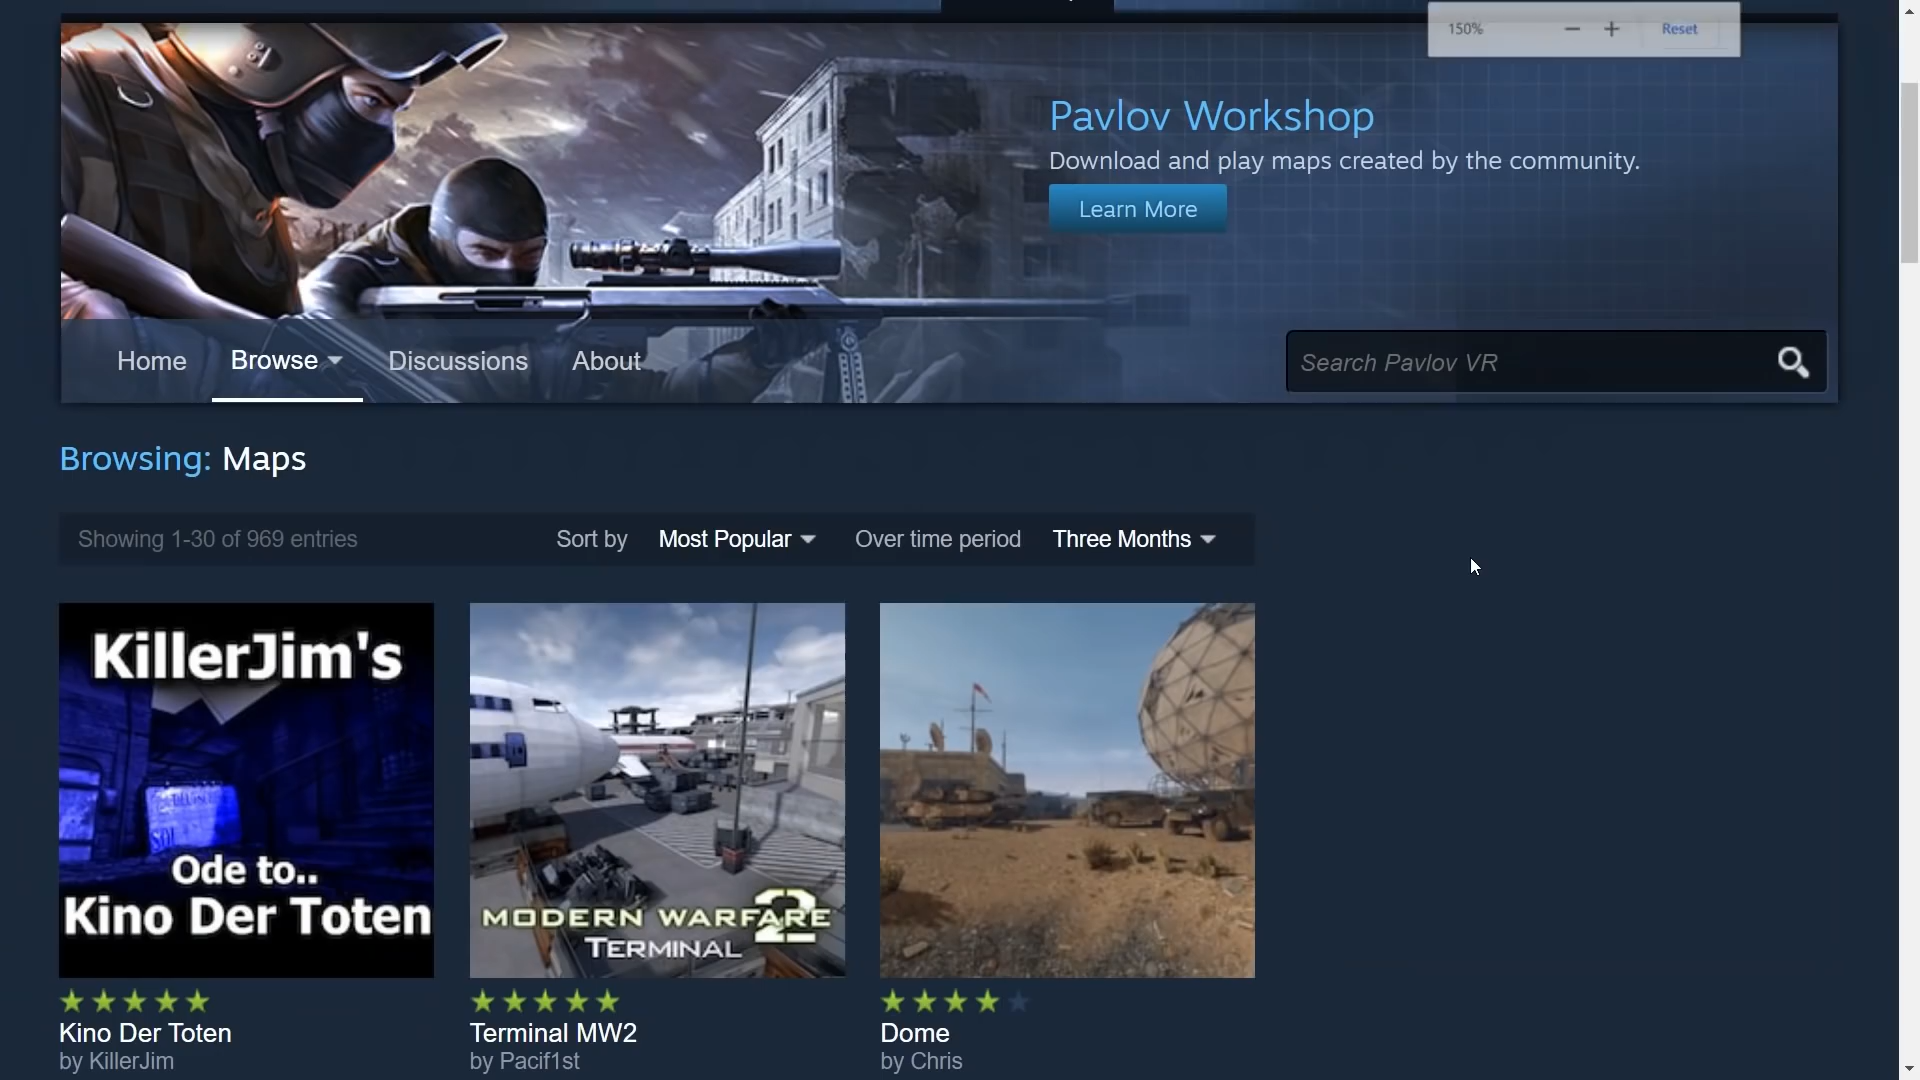 150%
Reset
Pavlov Workshop
Download and play maps created by the community.
Learn More
Home
Browse
Discussions
About
Search Pavlov VR
Browsing: Maps
Showing 1-30 of 969 entries
Sort by
Most Popular
Over time period
Three Months
KillerJim's
Ode to..
Kino Der Toten
MODERN WARFARE 2
TERMINAL
Kino Der Toten
by KillerJim
Terminal MW2
by Pacif1st
Dome
by Chris